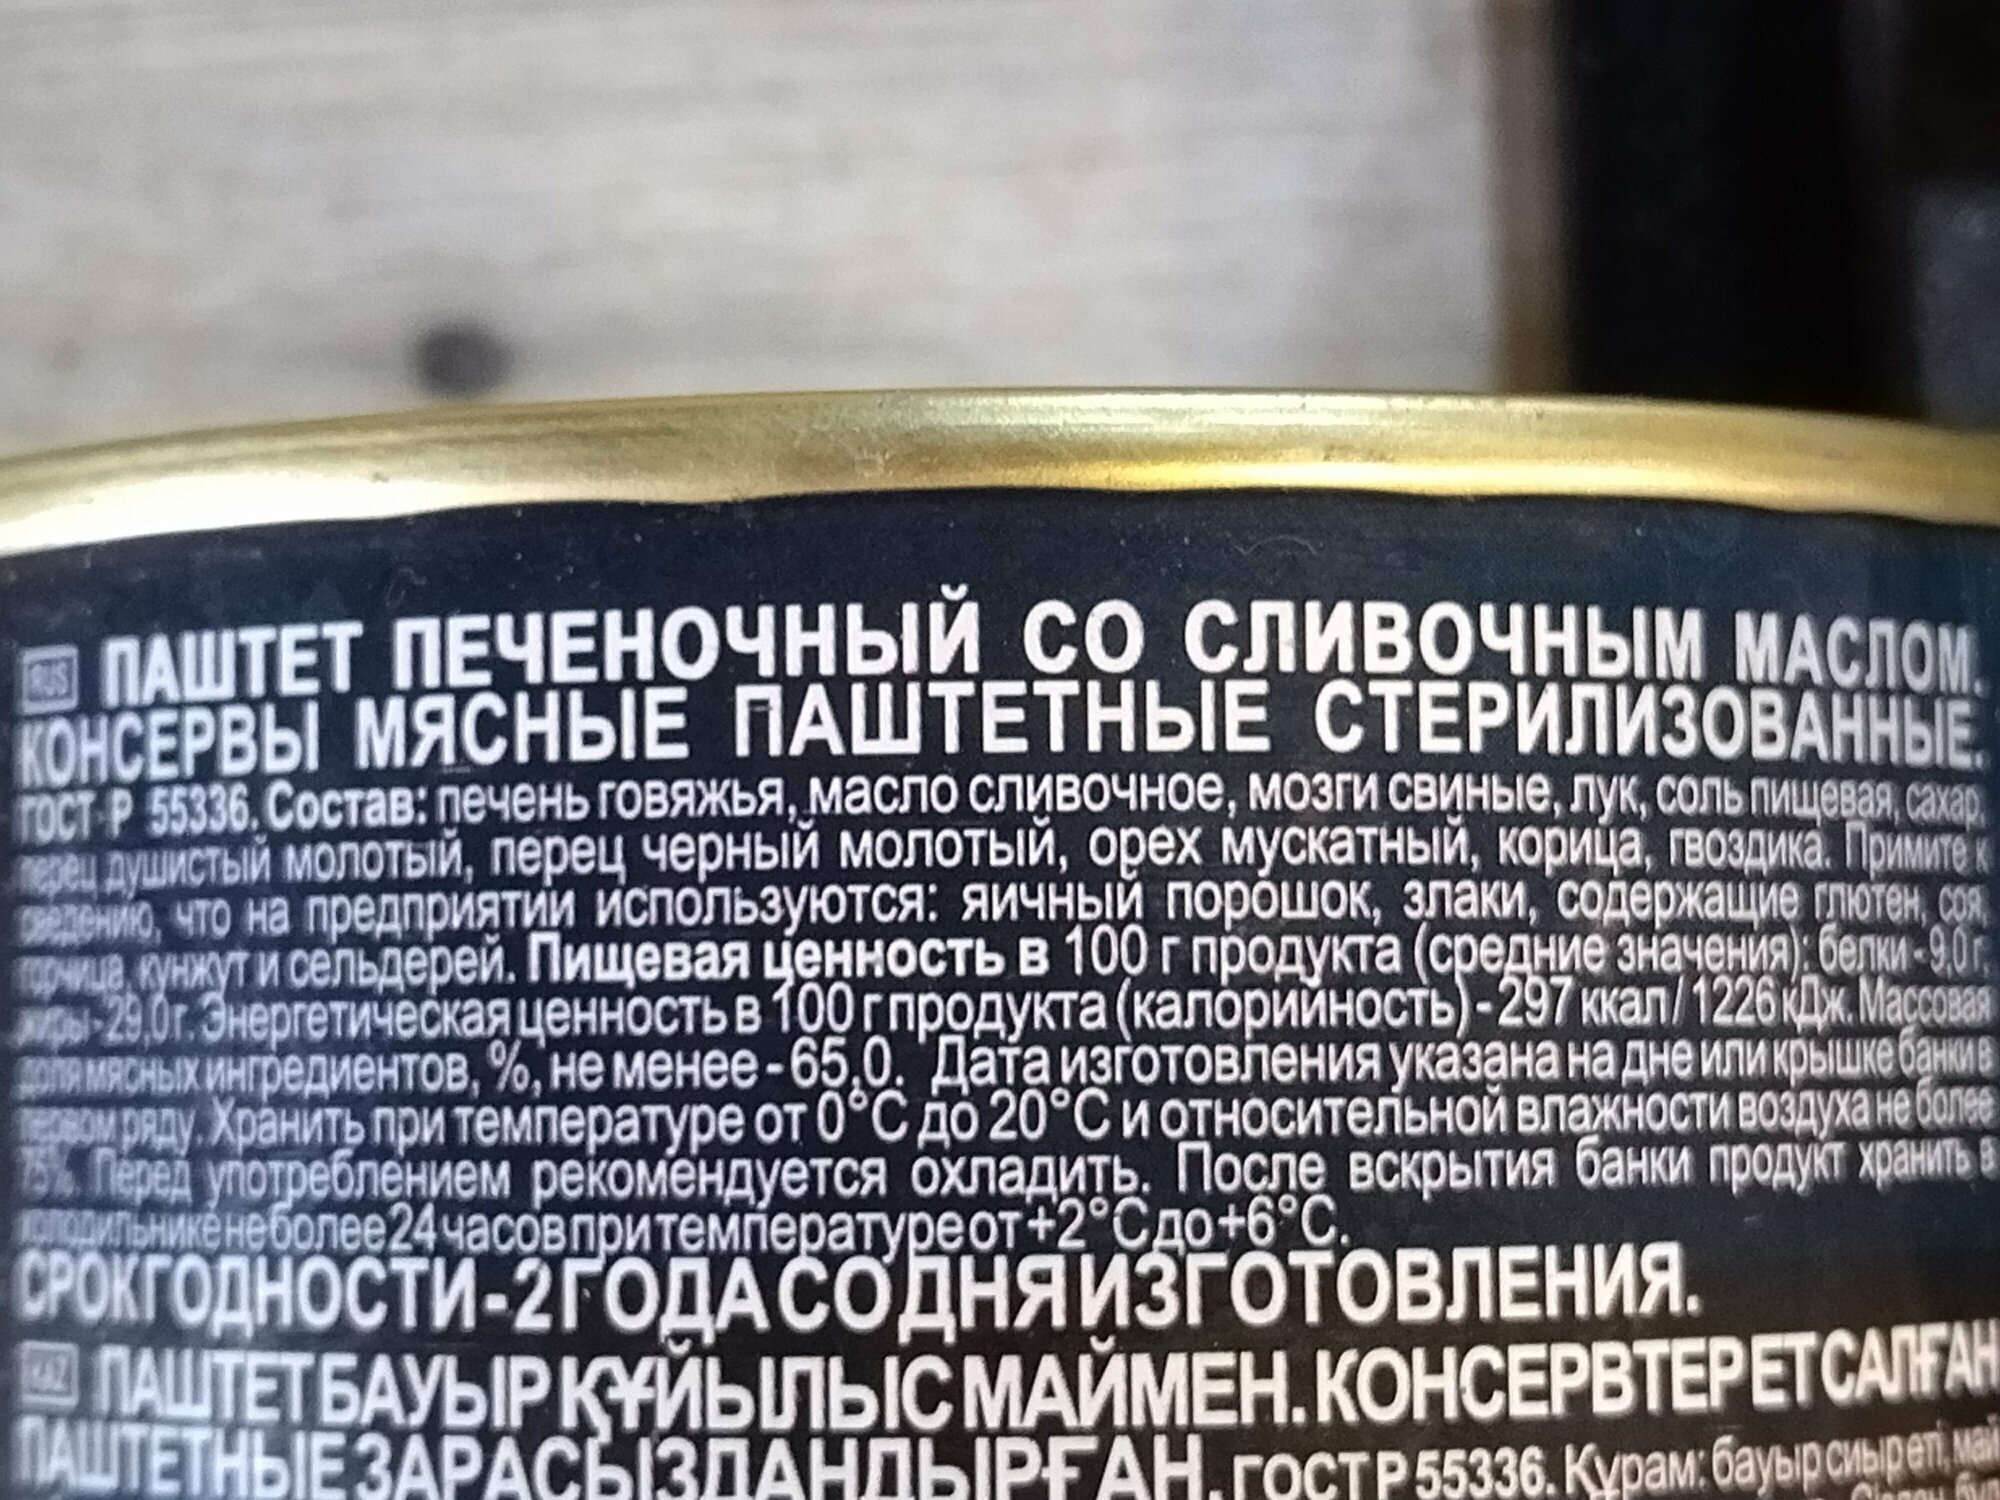 RUS ПАШТЕТ ПЕЧЕНОЧНЫЙ СО СЛИВОЧНЫМ МАСЛОМ.
КОНСЕРВЫ МЯСНЫЕ ПАШТЕТНЫЕ СТЕРИЛИЗОВАННЫЕ.
ГОСТ Р 55336. Состав: печень говяжья, масло сливочное, мозги свиные, лук, соль пищевая, сахар,
перец душистый молотый, перец черный молотый, орех мускатный, корица, гвоздика. Примите к
сведению, что на предприятии используются: яичный порошок, злаки, содержащие глютен, соя,
горчица, кунжут и сельдерей. Пищевая ценность в 100 г продукта (средние значения): белки - 9,0 г,
жиры - 29,0 г. Энергетическая ценность в 100 г продукта (калорийность) - 297 ккал / 1226 кДж. Массовая
доля мясных ингредиентов, %, не менее - 65,0. Дата изготовления указана на дне или крышке банки в
первом ряду. Хранить при температуре от 0°С до 20°С и относительной влажности воздуха не более
75%. Перед употреблением рекомендуется охладить. После вскрытия банки продукт хранить в
холодильнике не более 24 часов при температуре от +2°С до +6°С.
СРОК ГОДНОСТИ - 2 ГОДА СО ДНЯ ИЗГОТОВЛЕНИЯ.
KAZ ПАШТЕТ БАУЫР ҚҰЙЫЛЫС МАЙМЕН. КОНСЕРВТЕР ЕТ САЛҒАН
ПАШТЕТНЫЕ ЗАРАСЫЗДАНДЫРҒАН. ГОСТ Р 55336. Құрам: бауыр сиыр еті, май